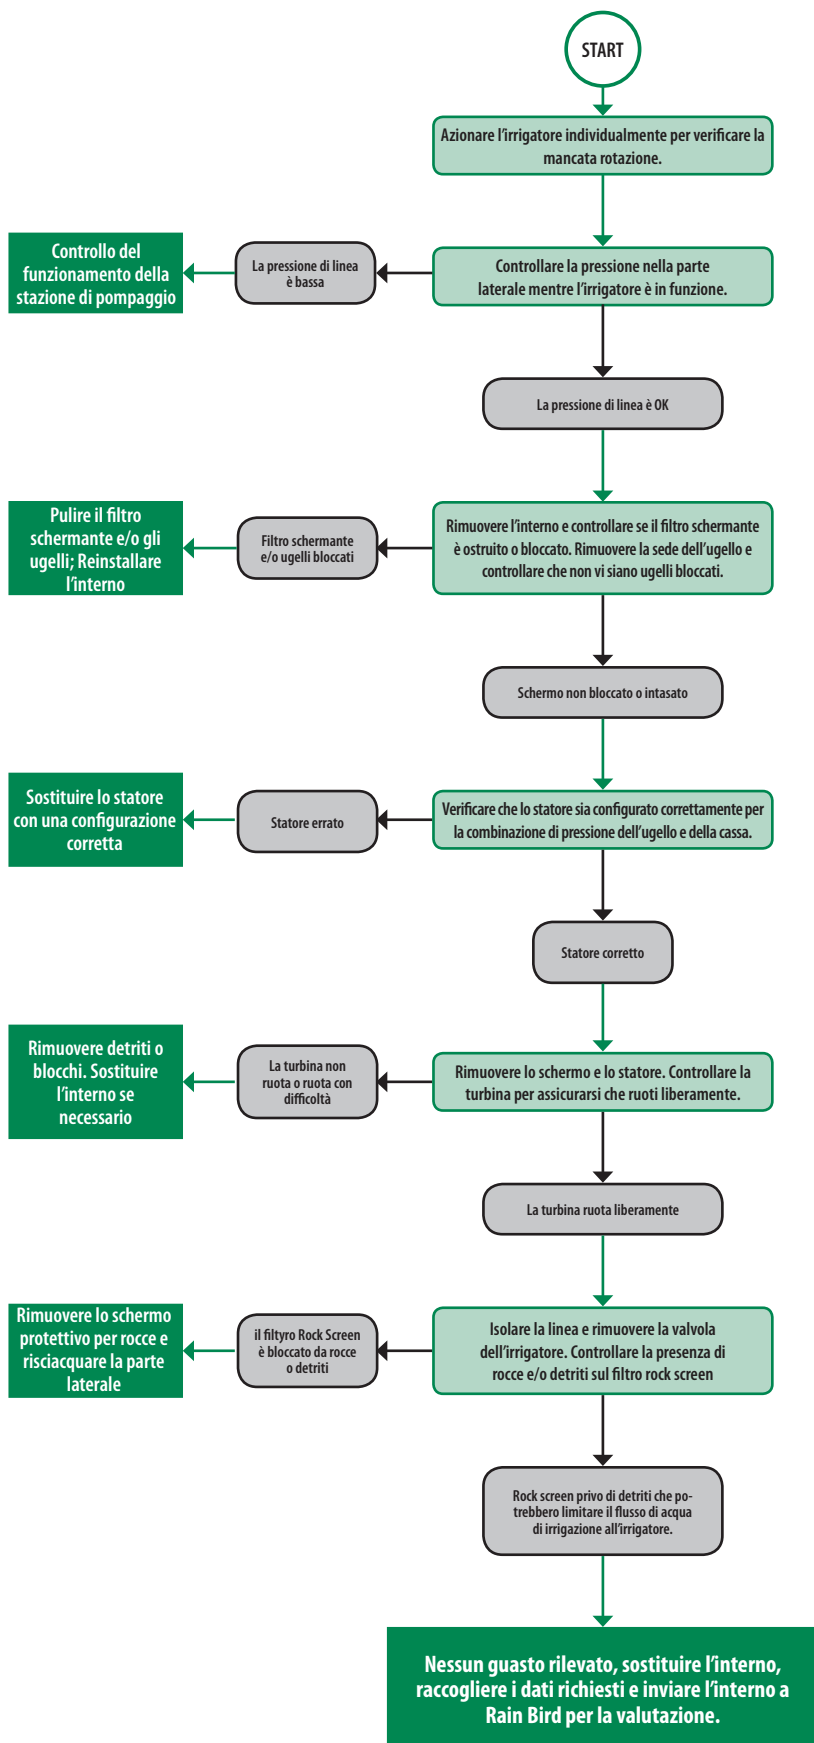 START
Azionare l'irrigatore individualmente per verificare la
mancata rotazione.
Controllo del
funzionamento della
stazione di pompaggio
La pressione di linea
è bassa
Controllare la pressione nella parte
laterale mentre l'irrigatore è in funzione.
La pressione di linea è OK
Pulire il filtro
schermante e/o gli
ugelli; Reinstallare
l'interno
Filtro schermante
e/o ugelli bloccati
Rimuovere l'interno e controllare se il filtro schermante
è ostruito o bloccato. Rimuovere la sede dell'ugello e
controllare che non vi siano ugelli bloccati.
Schermo non bloccato o intasato
Sostituire lo statore
con una configurazione
corretta
Statore errato
Verificare che lo statore sia configurato correttamente per
la combinazione di pressione dell'ugello e della cassa.
Statore corretto
Rimuovere detriti o
blocchi. Sostituire
l'interno se
necessario
La turbina non
ruota o ruota con
difficoltà
Rimuovere lo schermo e lo statore. Controllare la
turbina per assicurarsi che ruoti liberamente.
La turbina ruota liberamente
Rimuovere lo schermo
protettivo per rocce e
risciacquare la parte
laterale
il filtyro Rock Screen
è bloccato da rocce
o detriti
Isolare la linea e rimuovere la valvola
dell'irrigatore. Controllare la presenza di
rocce e/o detriti sul filtro rock screen
Rock screen privo di detriti che po-
trebbero limitare il flusso di acqua
di irrigazione all'irrigatore.
Nessun guasto rilevato, sostituire l'interno,
raccogliere i dati richiesti e inviare l'interno a
Rain Bird per la valutazione.